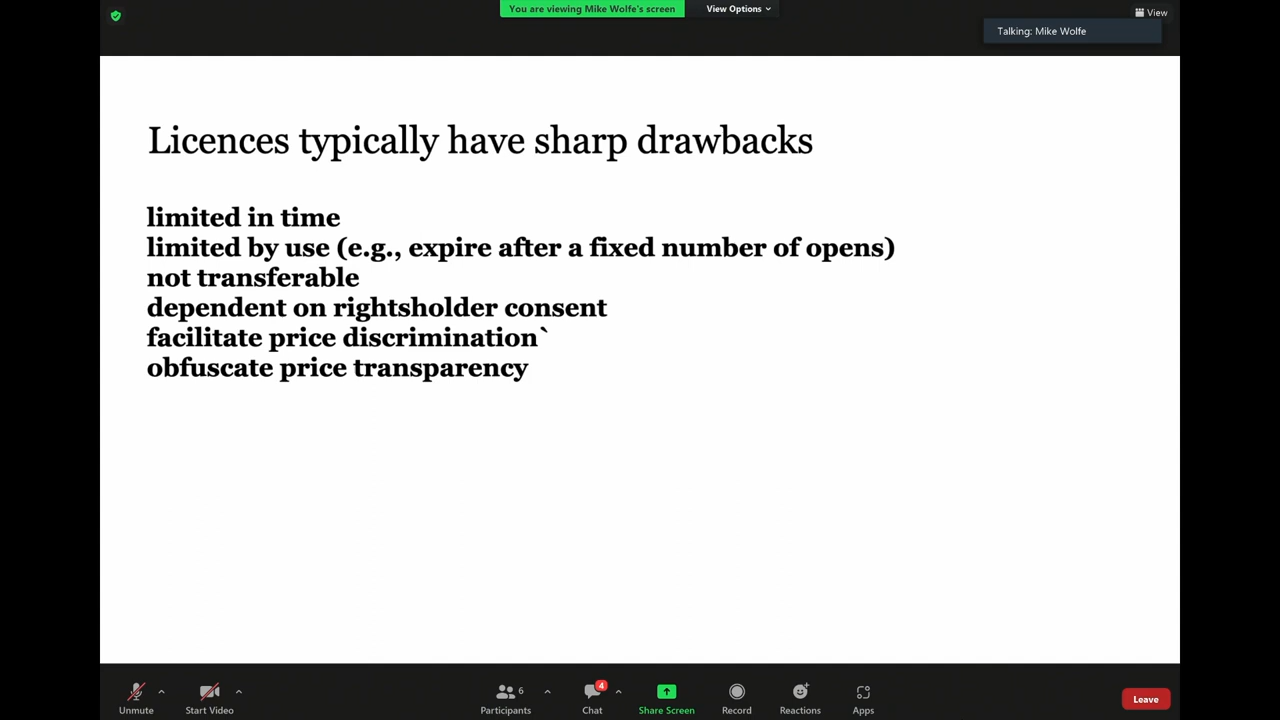 You are viewing Mike Wolfe's screen
View Options
View
Talking: Mike Wolfe
Licences typically have sharp drawbacks
limited in time
limited by use (e.g., expire after a fixed number of opens)
not transferable
dependent on rightsholder consent
facilitate price discrimination`
obfuscate price transparency
6
4
Unmute
Start Video
Participants
Chat
Share Screen
Record
Reactions
Apps
Leave